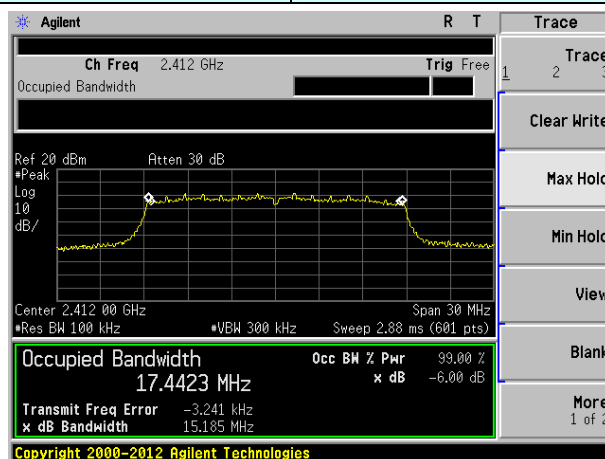 Agilent R T Trace
Ch Freq 2.412 GHz Trig Free
Occupied Bandwidth
Trace
1 2 3
Clear Write
Max Hold
Min Hold
View
Blank
More
1 of 2
Ref 20 dBm Atten 30 dB
#Peak
Log
10
dB/
Center 2.412 00 GHz Span 30 MHz
#Res BW 100 kHz #VBW 300 kHz Sweep 2.88 ms (601 pts)
Occupied Bandwidth Occ BW % Pwr 99.00 %
17.4423 MHz x dB -6.00 dB
Transmit Freq Error -3.241 kHz
x dB Bandwidth 15.185 MHz
Copyright 2000-2012 Agilent Technologies